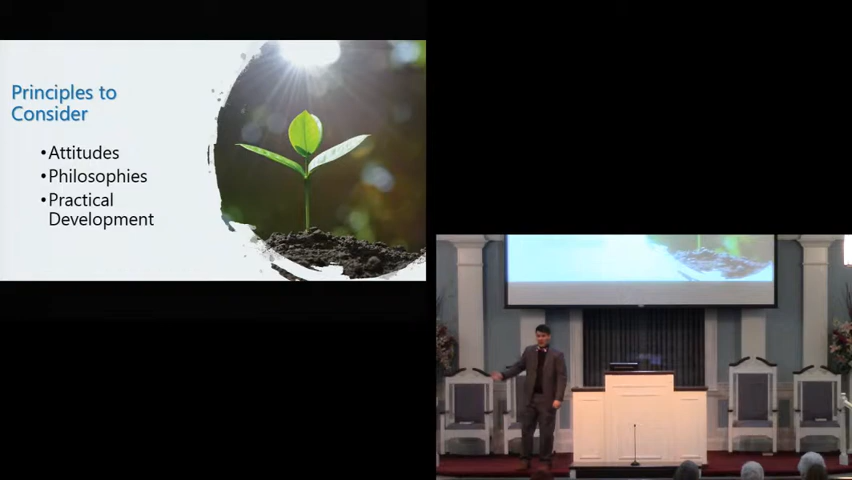 Principles to
Consider
•Attitudes
•Philosophies
•Practical
Development